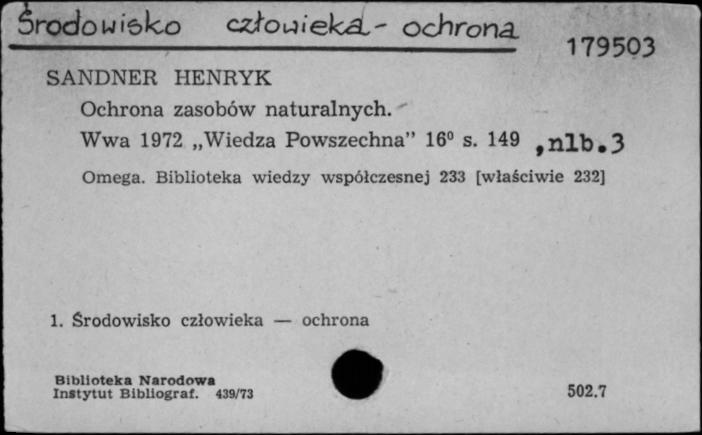 Środowisko człowieka - ochrona
179503
SANDNER HENRYK
Ochrona zasobów naturalnych.
Wwa 1972 „Wiedza Powszechna” 16⁰ s. 149 , nlb. 3
Omega. Biblioteka wiedzy współczesnej 233 [właściwie 232]
1. Środowisko człowieka — ochrona
Biblioteka Narodowa
Instytut Bibliograf. 439/73
502.7